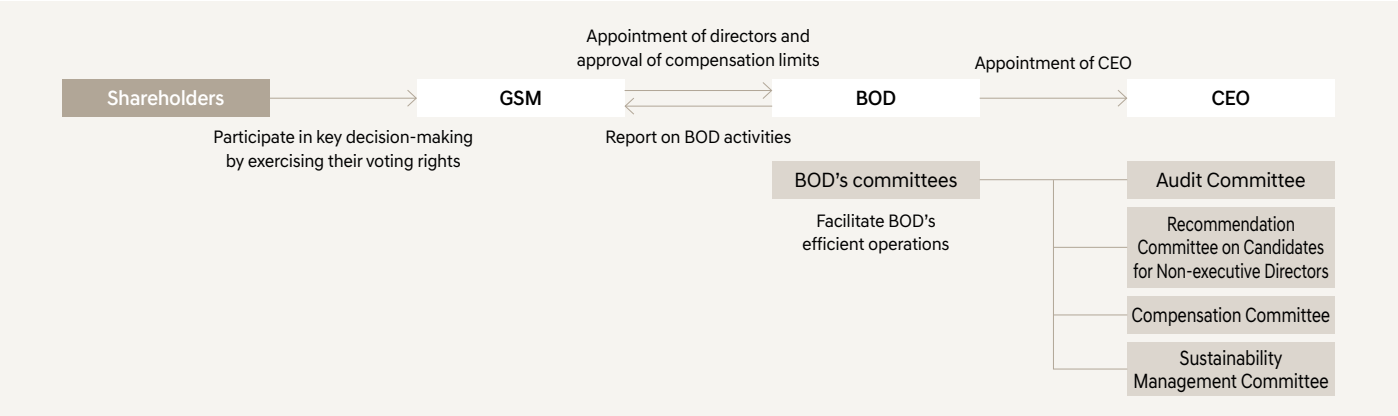 Appointment of directors and
approval of compensation limits
Appointment of CEO
Shareholders
GSM
BOD
CEO
Participate in key decision-making
by exercising their voting rights
Report on BOD activities
BOD’s committees
Facilitate BOD’s
efficient operations
Audit Committee
Recommendation
Committee on Candidates
for Non-executive Directors
Compensation Committee
Sustainability
Management Committee